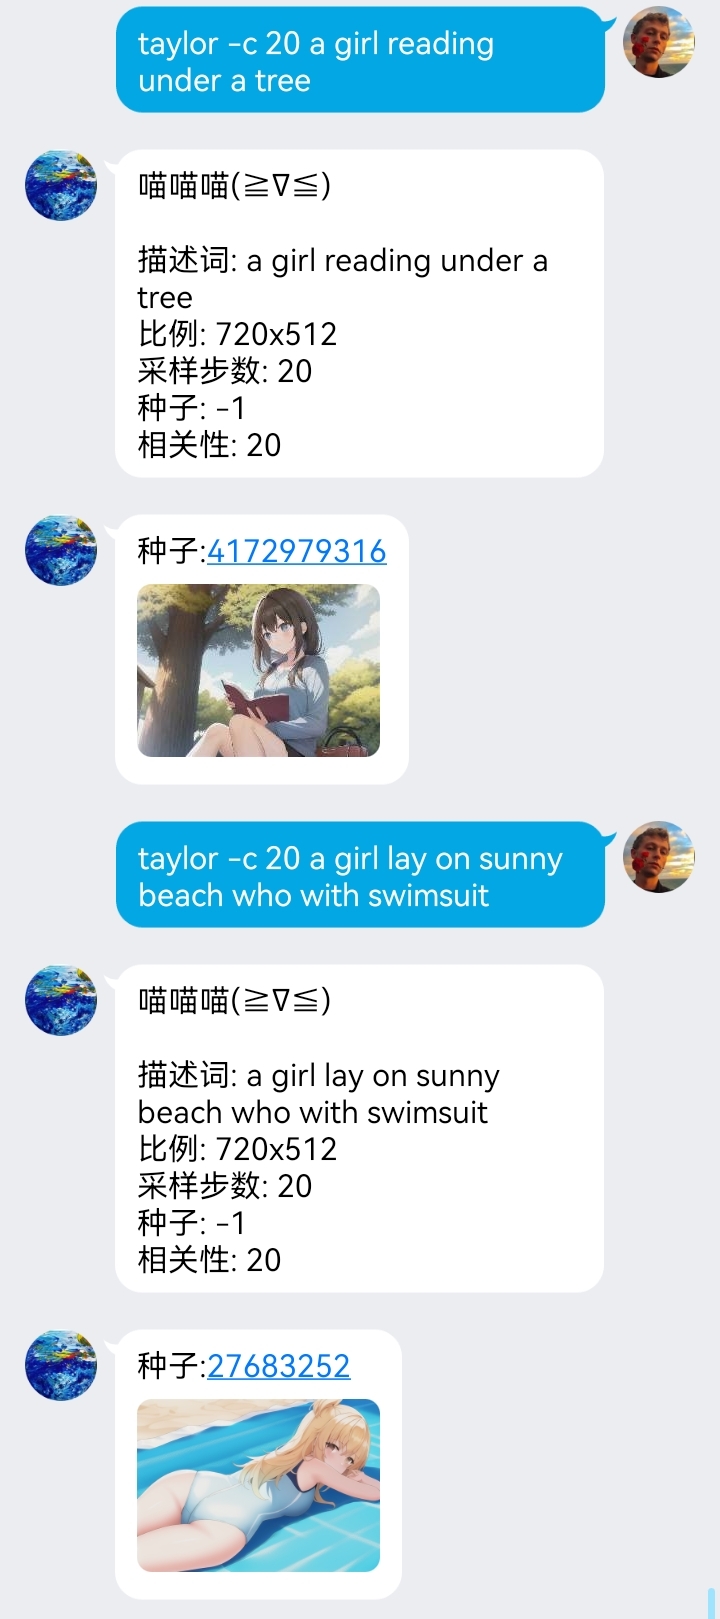 taylor -c 20 a girl reading
under a tree
喵喵喵(≧∇≦)
描述词: a girl reading under a
tree
比例: 720x512
采样步数: 20
种子: -1
相关性: 20
种子:4172979316
taylor -c 20 a girl lay on sunny
beach who with swimsuit
喵喵喵(≧∇≦)
描述词: a girl lay on sunny
beach who with swimsuit
比例: 720x512
采样步数: 20
种子: -1
相关性: 20
种子:27683252